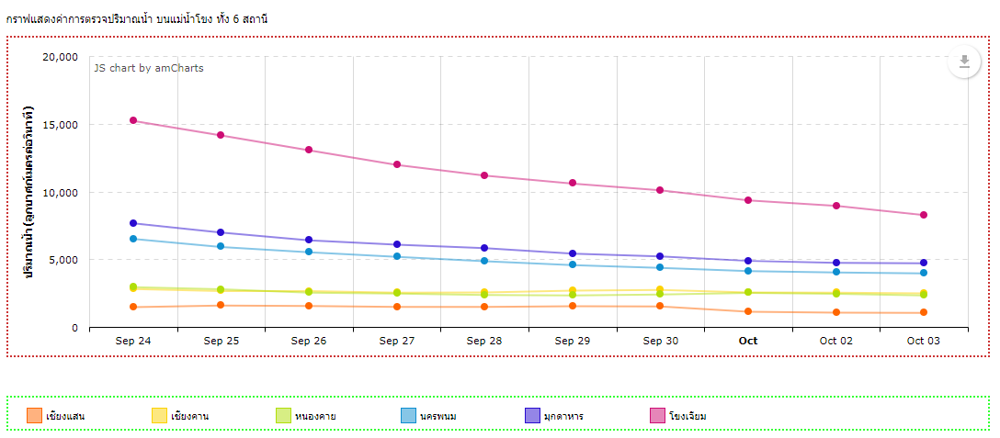 กราฟแสดงค่าการตรวจปริมาณน้ำ บนแม่น้ำโขง ทั้ง 6 สถานี
JS chart by amCharts
ปริมาณน้ำ (ลูกบาศก์เมตรต่อวินาที)
20,000
15,000
10,000
5,000
0
Sep 24 Sep 25 Sep 26 Sep 27 Sep 28 Sep 29 Sep 30 Oct Oct 02 Oct 03
เชียงแสน เชียงคาน หนองคาย นครพนม มุกดาหาร โขงเจียม